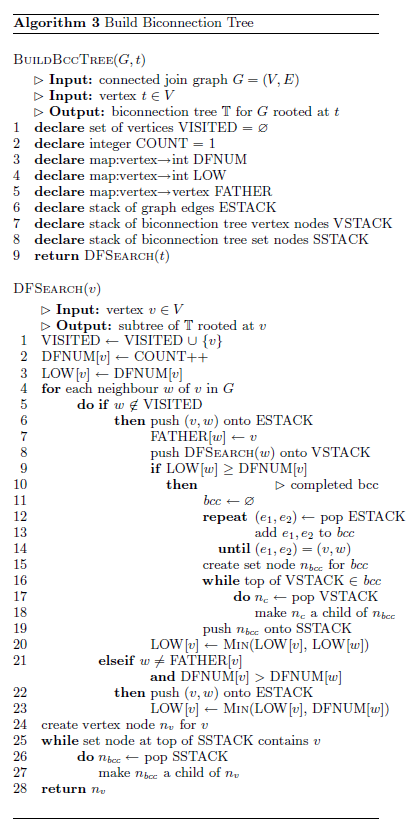 Algorithm 3 Build Biconnection Tree
BUILDBCCTREE(G, t)
▷ Input: connected join graph G = (V, E)
▷ Input: vertex t ∈ V
▷ Output: biconnection tree 𝕋 for G rooted at t
1 declare set of vertices VISITED = ∅
2 declare integer COUNT = 1
3 declare map:vertex→int DFNUM
4 declare map:vertex→int LOW
5 declare map:vertex→vertex FATHER
6 declare stack of graph edges ESTACK
7 declare stack of biconnection tree vertex nodes VSTACK
8 declare stack of biconnection tree set nodes SSTACK
9 return DFSEARCH(t)
DFSEARCH(v)
▷ Input: vertex v ∈ V
▷ Output: subtree of 𝕋 rooted at v
1 VISITED ← VISITED ∪ {v}
2 DFNUM[v] ← COUNT++
3 LOW[v] ← DFNUM[v]
4 for each neighbour w of v in G
5 do if w ∉ VISITED
6 then push (v, w) onto ESTACK
7 FATHER[w] ← v
8 push DFSEARCH(w) onto VSTACK
9 if LOW[w] ≥ DFNUM[v]
10 then ▷ completed bcc
11 bcc ← ∅
12 repeat (e1, e2) ← pop ESTACK
13 add e1, e2 to bcc
14 until (e1, e2) = (v, w)
15 create set node nbcc for bcc
16 while top of VSTACK ∈ bcc
17 do nc ← pop VSTACK
18 make nc a child of nbcc
19 push nbcc onto SSTACK
20 LOW[v] ← MIN(LOW[v], LOW[w])
21 elseif w ≠ FATHER[v]
and DFNUM[v] > DFNUM[w]
22 then push (v, w) onto ESTACK
23 LOW[v] ← MIN(LOW[v], DFNUM[w])
24 create vertex node nv for v
25 while set node at top of SSTACK contains v
26 do nbcc ← pop SSTACK
27 make nbcc a child of nv
28 return nv